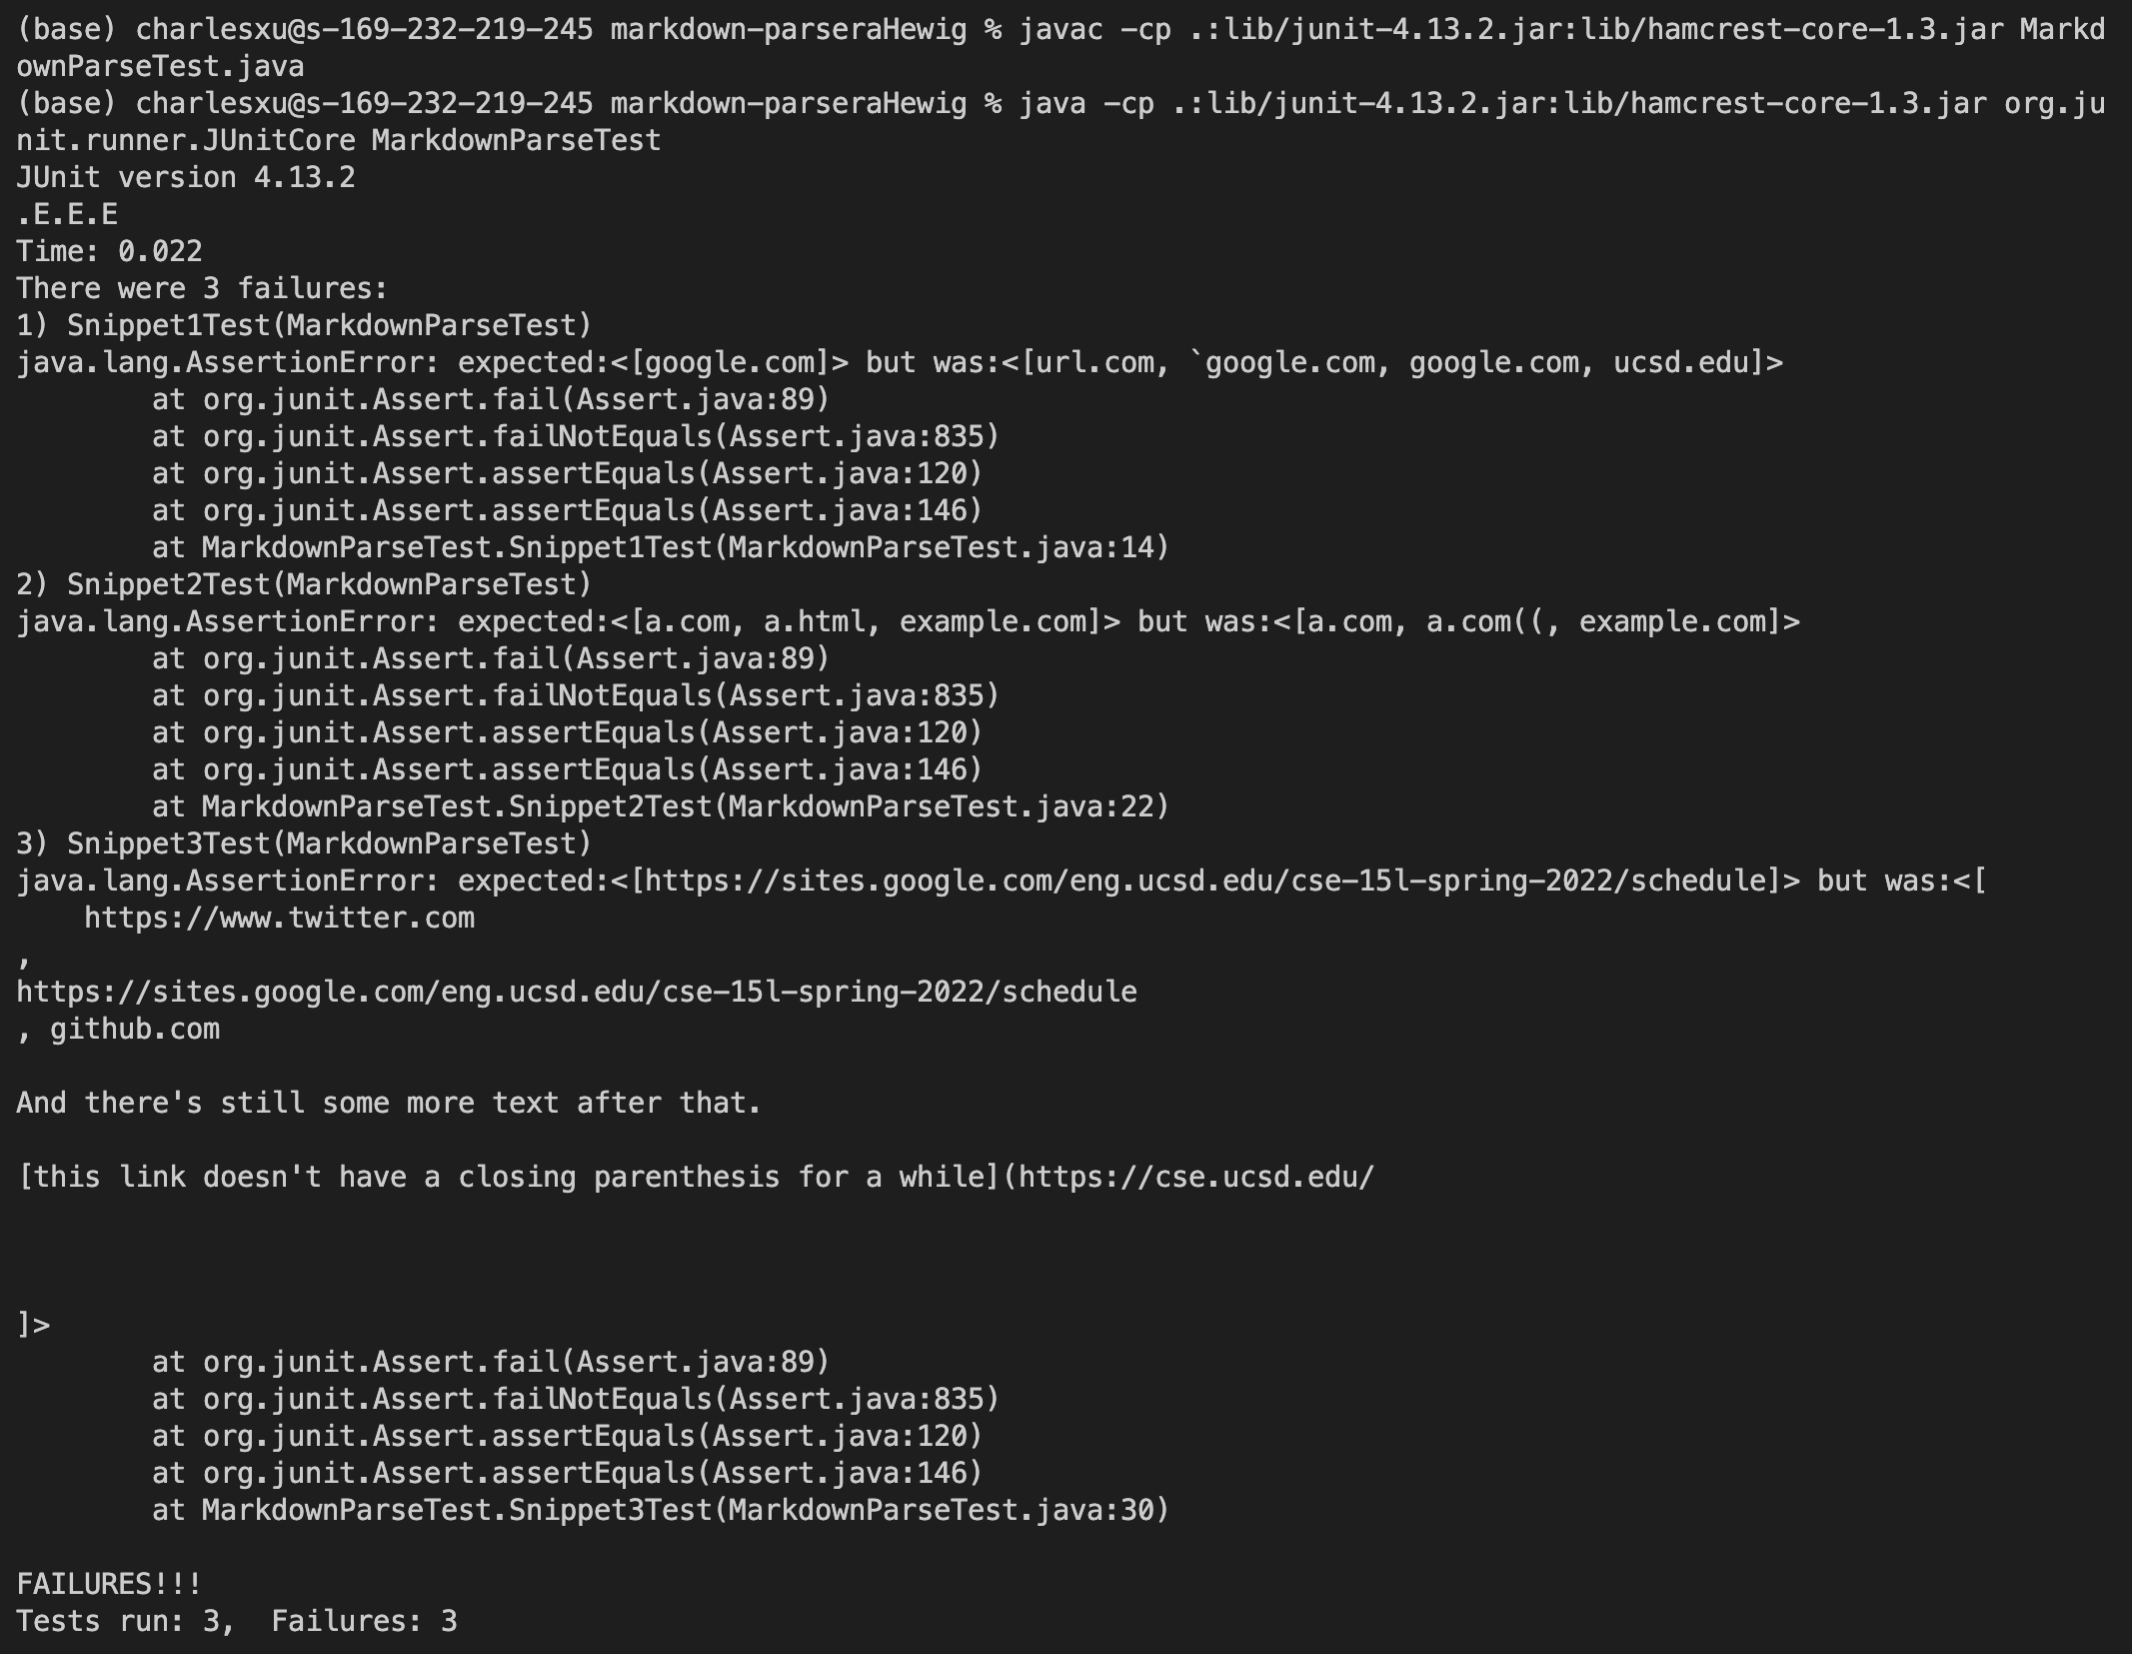 (base) charlesxu@s-169-232-219-245 markdown-parseraHewig % javac -cp .:lib/junit-4.13.2.jar:lib/hamcrest-core-1.3.jar Markd
ownParseTest.java
(base) charlesxu@s-169-232-219-245 markdown-parseraHewig % java -cp .:lib/junit-4.13.2.jar:lib/hamcrest-core-1.3.jar org.ju
nit.runner.JUnitCore MarkdownParseTest
JUnit version 4.13.2
.E.E.E
Time: 0.022
There were 3 failures:
1) Snippet1Test(MarkdownParseTest)
java.lang.AssertionError: expected:<[google.com]> but was:<[url.com, `google.com, google.com, ucsd.edu]>
        at org.junit.Assert.fail(Assert.java:89)
        at org.junit.Assert.failNotEquals(Assert.java:835)
        at org.junit.Assert.assertEquals(Assert.java:120)
        at org.junit.Assert.assertEquals(Assert.java:146)
        at MarkdownParseTest.Snippet1Test(MarkdownParseTest.java:14)
2) Snippet2Test(MarkdownParseTest)
java.lang.AssertionError: expected:<[a.com, a.html, example.com]> but was:<[a.com, a.com((, example.com]>
        at org.junit.Assert.fail(Assert.java:89)
        at org.junit.Assert.failNotEquals(Assert.java:835)
        at org.junit.Assert.assertEquals(Assert.java:120)
        at org.junit.Assert.assertEquals(Assert.java:146)
        at MarkdownParseTest.Snippet2Test(MarkdownParseTest.java:22)
3) Snippet3Test(MarkdownParseTest)
java.lang.AssertionError: expected:<[https://sites.google.com/eng.ucsd.edu/cse-15l-spring-2022/schedule]> but was:<[
    https://www.twitter.com
,
https://sites.google.com/eng.ucsd.edu/cse-15l-spring-2022/schedule
, github.com

And there's still some more text after that.

[this link doesn't have a closing parenthesis for a while](https://cse.ucsd.edu/

]>
        at org.junit.Assert.fail(Assert.java:89)
        at org.junit.Assert.failNotEquals(Assert.java:835)
        at org.junit.Assert.assertEquals(Assert.java:120)
        at org.junit.Assert.assertEquals(Assert.java:146)
        at MarkdownParseTest.Snippet3Test(MarkdownParseTest.java:30)

FAILURES!!!
Tests run: 3,  Failures: 3